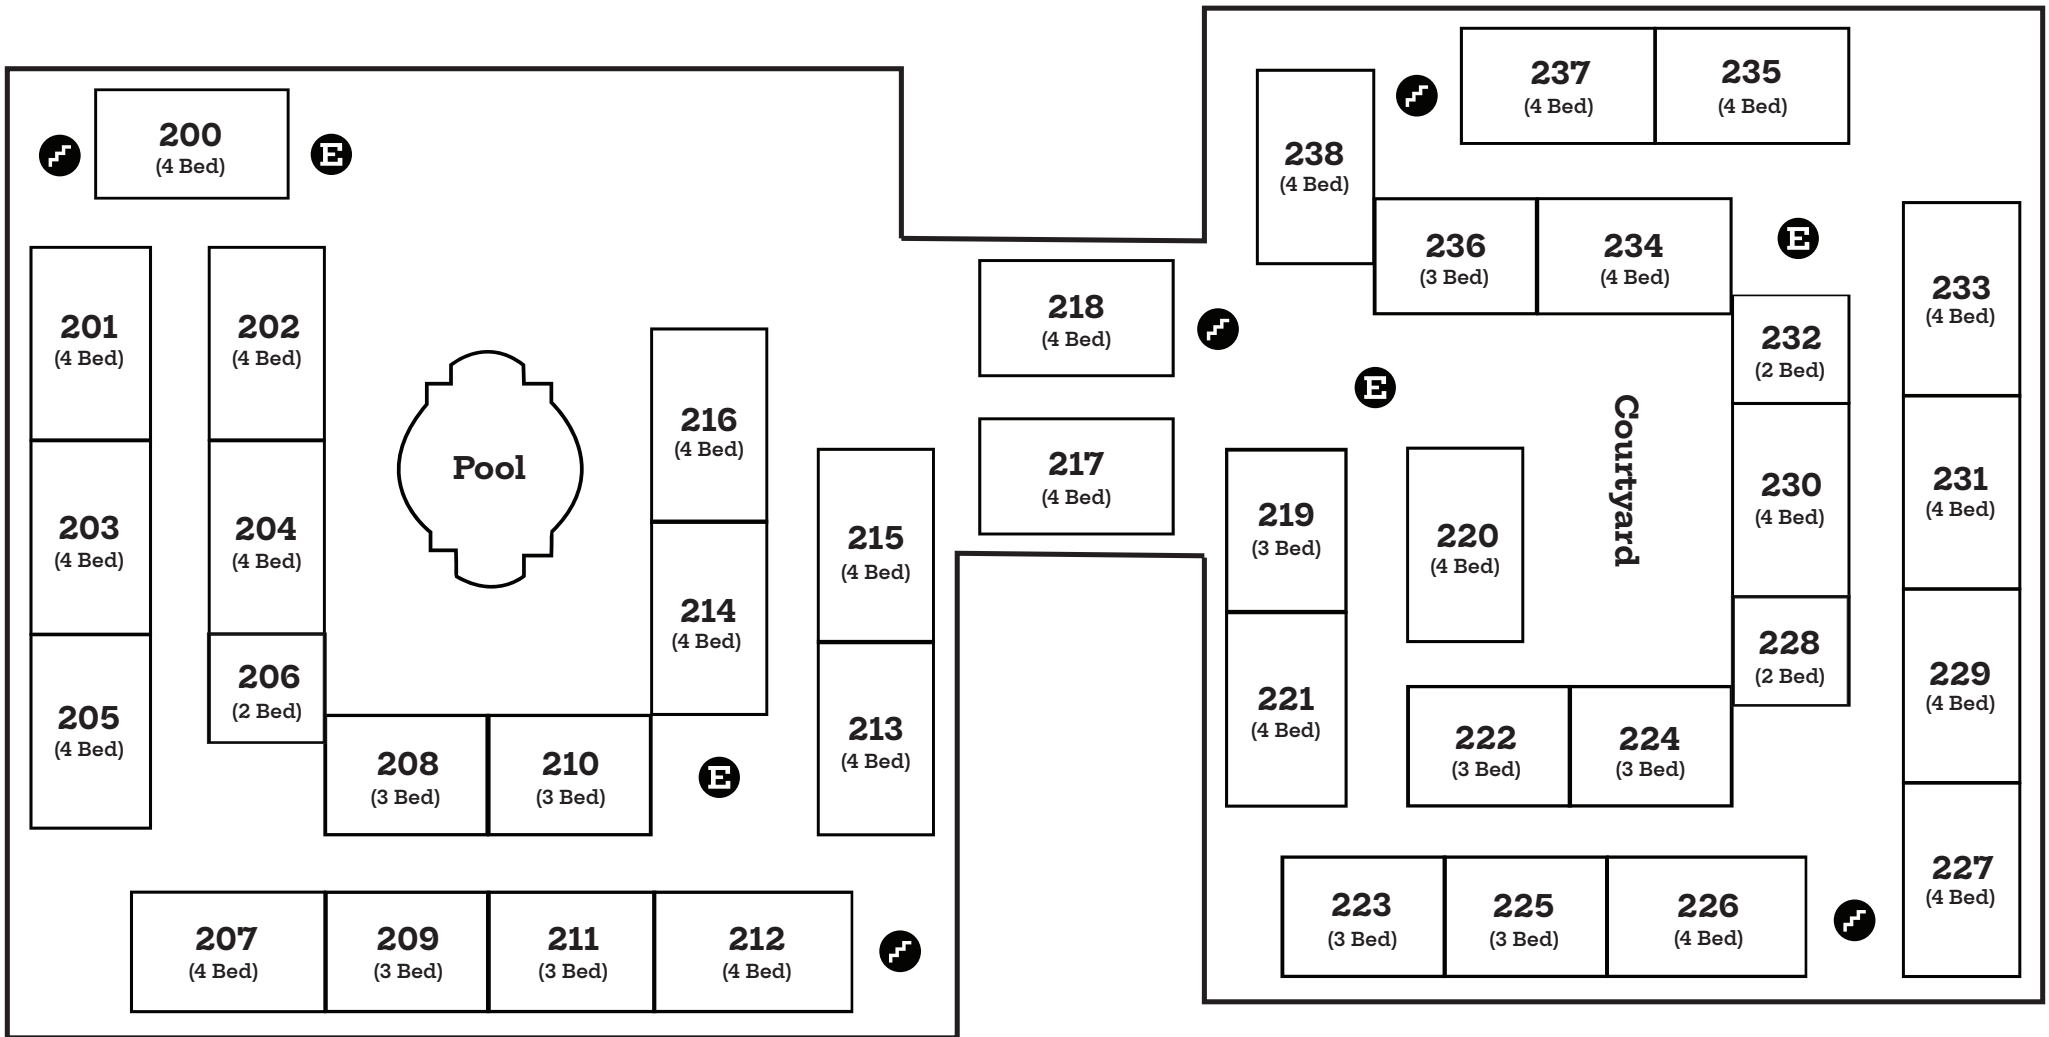 200
(4 Bed)
E
201
(4 Bed)
202
(4 Bed)
203
(4 Bed)
204
(4 Bed)
205
(4 Bed)
206
(2 Bed)
Pool
216
(4 Bed)
214
(4 Bed)
215
(4 Bed)
213
(4 Bed)
208
(3 Bed)
210
(3 Bed)
E
207
(4 Bed)
209
(3 Bed)
211
(3 Bed)
212
(4 Bed)
218
(4 Bed)
217
(4 Bed)
238
(4 Bed)
237
(4 Bed)
235
(4 Bed)
236
(3 Bed)
234
(4 Bed)
E
E
233
(4 Bed)
232
(2 Bed)
231
(4 Bed)
230
(4 Bed)
Courtyard
219
(3 Bed)
220
(4 Bed)
221
(4 Bed)
228
(2 Bed)
229
(4 Bed)
222
(3 Bed)
224
(3 Bed)
227
(4 Bed)
223
(3 Bed)
225
(3 Bed)
226
(4 Bed)